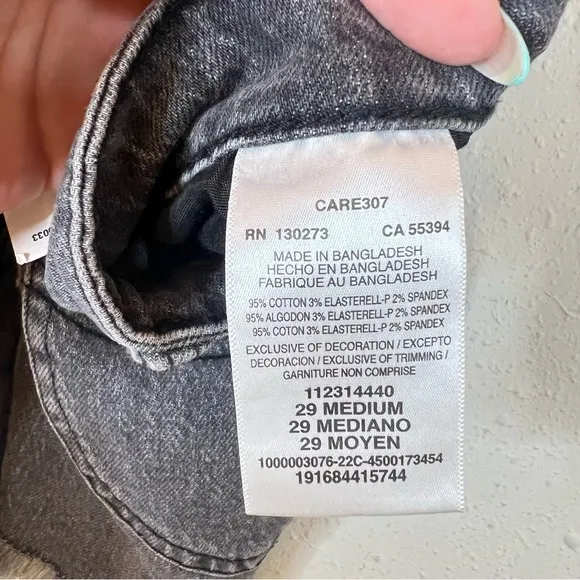 CARE307
RN 130273 CA 55394
MADE IN BANGLADESH
HECHO EN BANGLADESH
FABRIQUE AU BANGLADESH
95% COTTON 3% ELASTERELL-P 2% SPANDEX
95% ALGODON 3% ELASTERELL-P 2% SPANDEX
95% COTON 3% ELASTERELL-P 2% SPANDEX
EXCLUSIVE OF DECORATION / EXCEPTO
DECORACION / EXCLUSIVE OF TRIMMING /
GARNITURE NON COMPRISE
112314440
29 MEDIUM
29 MEDIANO
29 MOYEN
1000003076-22C-4500173454
191684415744